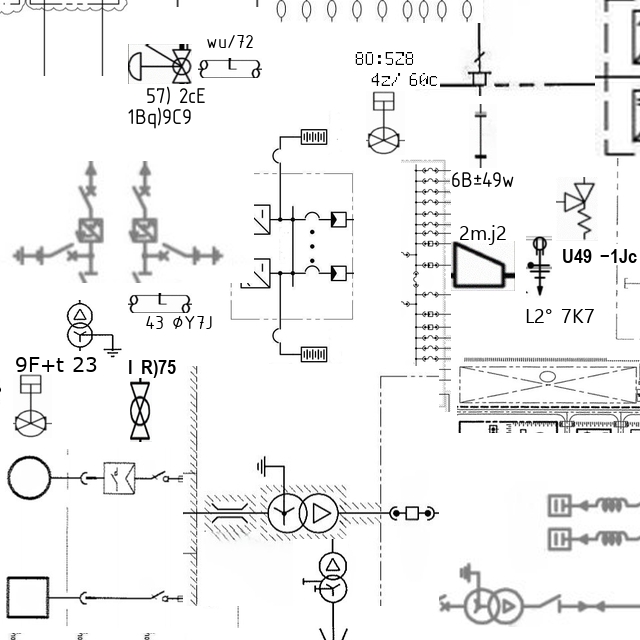 wu/72
80:5Z8
4z/ 60c
57) 2cE
1Bq)9C9
L
6B±49w
2m.j2
U49 −1Jc
L
43 ØY7J
L2° 7K7
9F+t 23
I R)75